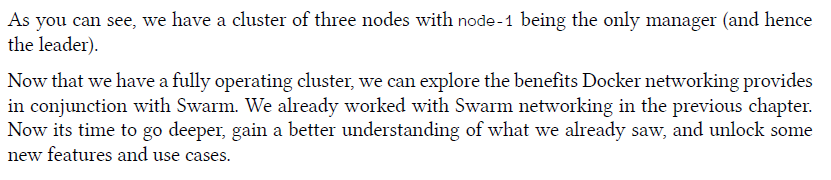 As you can see, we have a cluster of three nodes with node-1 being the only manager (and hence
the leader).
Now that we have a fully operating cluster, we can explore the benefits Docker networking provides
in conjunction with Swarm. We already worked with Swarm networking in the previous chapter.
Now its time to go deeper, gain a better understanding of what we already saw, and unlock some
new features and use cases.